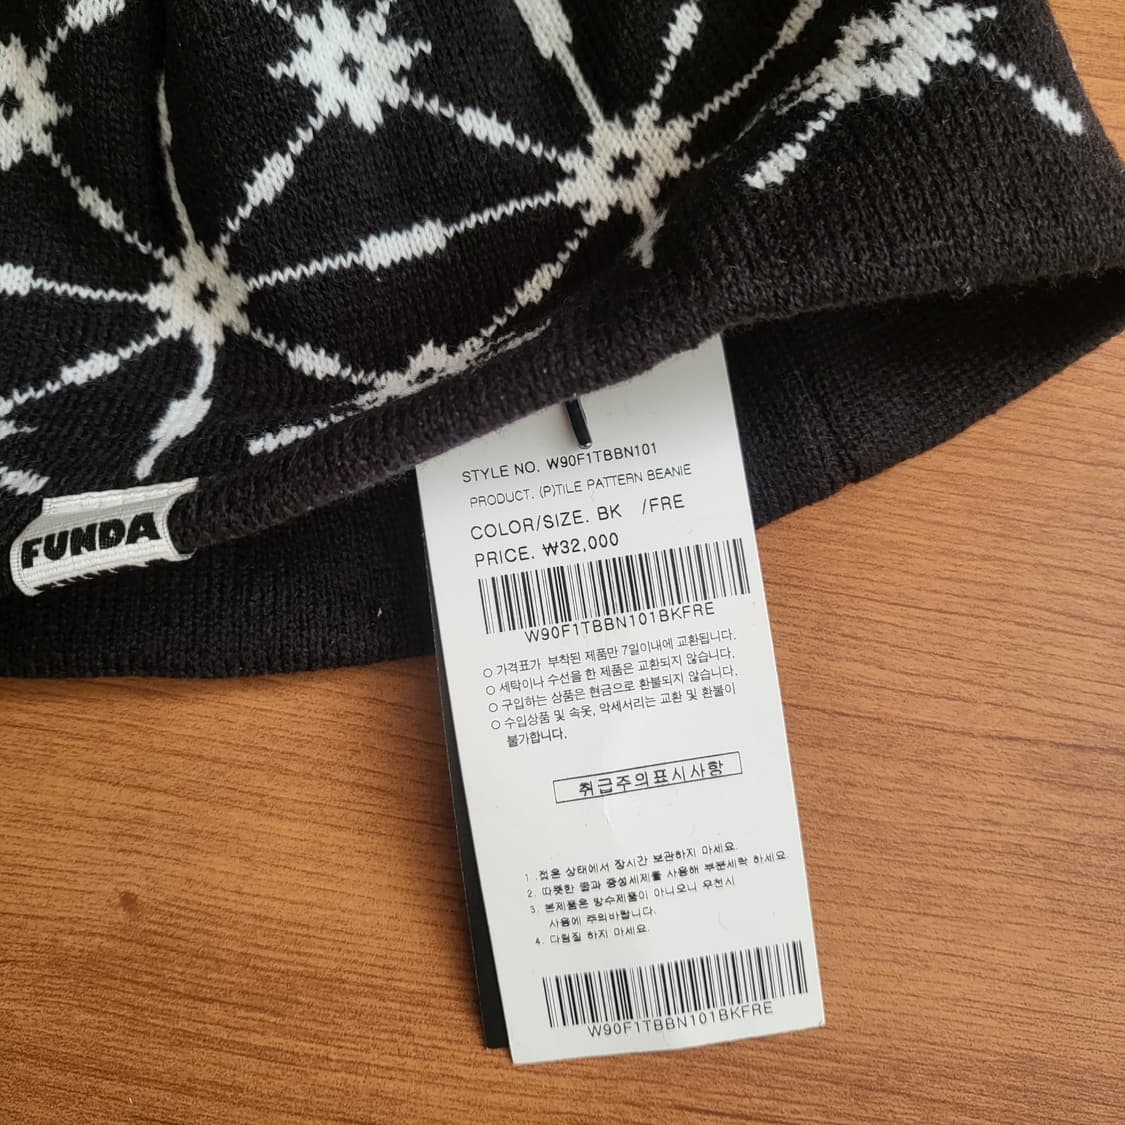 FUNDA
STYLE NO. W90F1TBBN101
PRODUCT. (P)TILE PATTERN BEANIE
COLOR/SIZE. BK /FRE
PRICE. ₩32,000
W90F1TBBN101BKFRE
○ 가격표가 부착된 제품만 7일이내에 교환됩니다.
○ 세탁이나 수선을 한 제품은 교환되지 않습니다.
○ 구입하는 상품은 현금으로 환불되지 않습니다.
○ 수입상품 및 속옷, 악세서리는 교환 및 환불이
불가합니다.
취급주의표시사항
1. 젖은 상태에서 장시간 보관하지 마세요.
2. 따뜻한 물과 중성세제를 사용해 부분세탁 하세요.
3. 본제품은 방수제품이 아니오니 우천시
사용에 주의바랍니다.
4. 다림질 하지 마세요.
W90F1TBBN101BKFRE